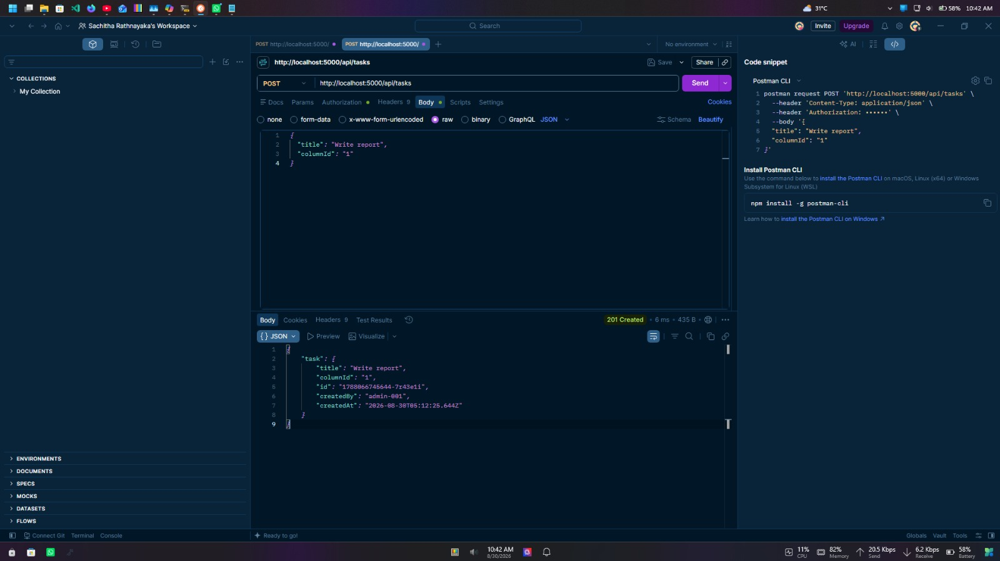 31°C
58%
10:42 AM
Sachitha Rathnayaka's Workspace
Search
Invite
Upgrade
POST http://localhost:5000/
POST http://localhost:5000/
No environment
AI
COLLECTIONS
My Collection
HTTP
http://localhost:5000/api/tasks
Save
Share
POST
http://localhost:5000/api/tasks
Send
Docs
Params
Authorization
Headers 9
Body
Scripts
Settings
Cookies
none
form-data
x-www-form-urlencoded
raw
binary
GraphQL
JSON
Schema
Beautify
1 {
2 "title": "Write report",
3 "columnId": "1"
4 }
Body
Cookies
Headers 9
Test Results
201 Created
6 ms
435 B
{ } JSON
Preview
Visualize
1 {
2 "task": {
3 "title": "Write report",
4 "columnId": "1",
5 "id": "1788066745644-7r43e1i",
6 "createdBy": "admin-001",
7 "createdAt": "2026-08-30T05:12:25.644Z"
8 }
9 }
Code snippet
Postman CLI
1 postman request POST 'http://localhost:5000/api/tasks' \
2 --header 'Content-Type: application/json' \
3 --header 'Authorization: ••••••' \
4 --body '{
5 "title": "Write report",
6 "columnId": "1"
7 }'
Install Postman CLI
Use the command below to install the Postman CLI on macOS, Linux (x64) or Windows
Subsystem for Linux (WSL)
npm install -g postman-cli
Learn how to install the Postman CLI on Windows ↗
ENVIRONMENTS
DOCUMENTS
SPECS
MOCKS
DATASETS
FLOWS
Connect Git
Terminal
Console
Ready to go!
Globals
Vault
Tools
10:42 AM
8/30/2026
11%
CPU
82%
Memory
20.5 Kbps
Send
6.2 Kbps
Receive
58%
Battery